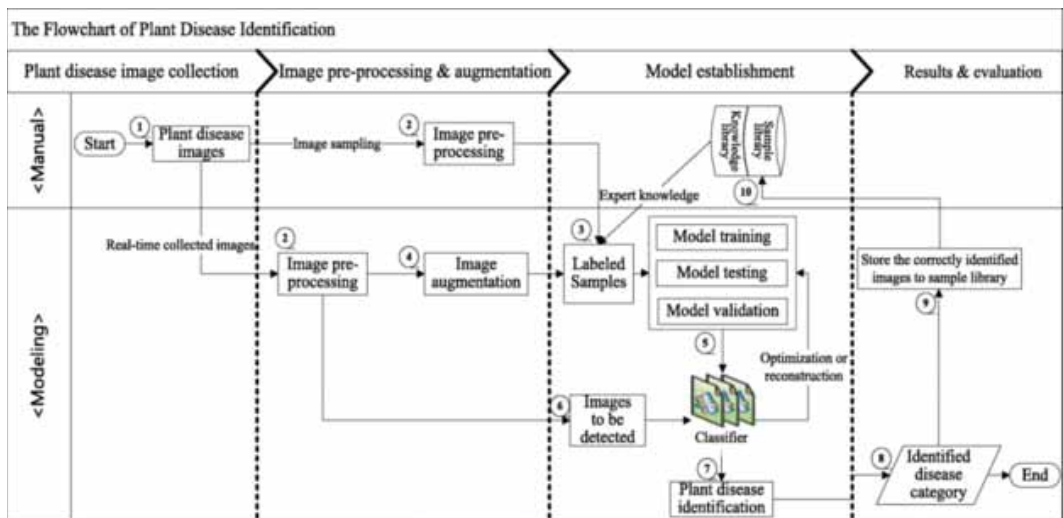 The Flowchart of Plant Disease Identification
Plant disease image collection
Image pre-processing & augmentation
Model establishment
Results & evaluation
<Manual>
Start
1
Plant disease
images
Image sampling
2
Image pre-
processing
Knowledge
library
Sample
library
10
Expert knowledge
<Modeling>
Real-time collected images
2
Image pre-
processing
4
Image
augmentation
3
Labeled
Samples
Model training
Model testing
Model validation
5
Optimization or
reconstruction
6
Images
to be
detected
Classifier
7
Plant disease
identification
8
Identified
disease
category
End
9
Store the correctly identified
images to sample library